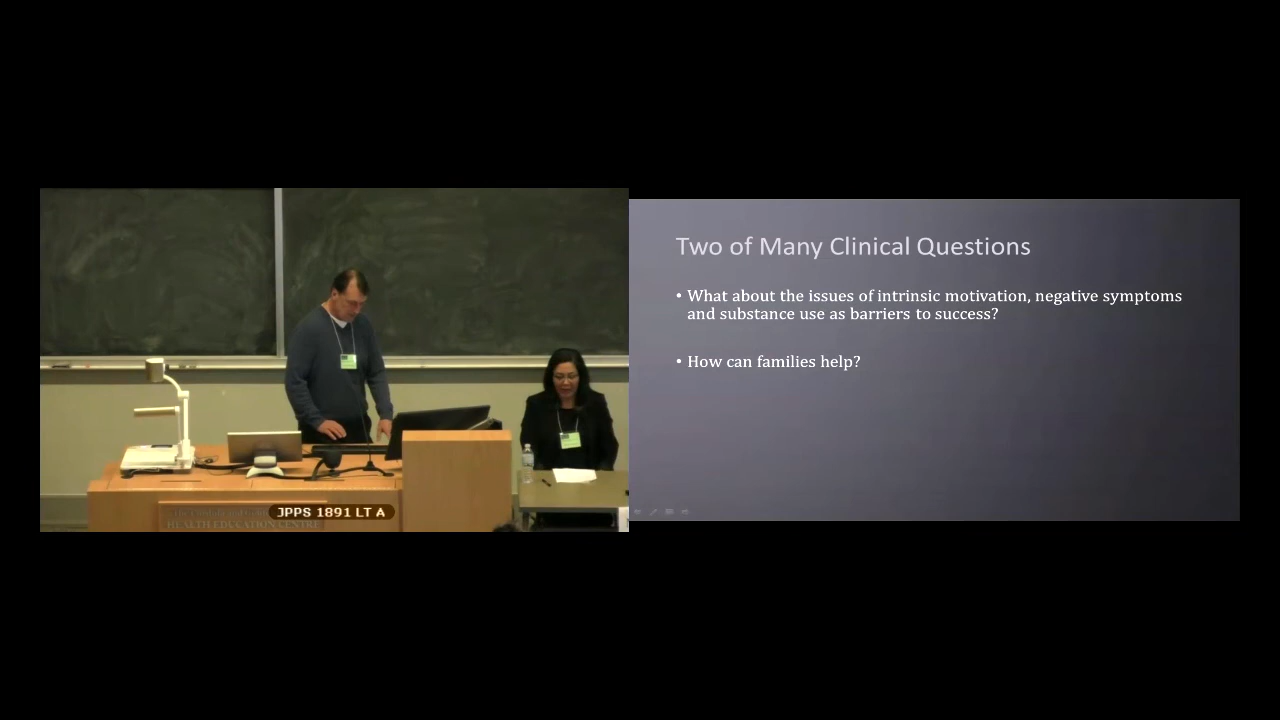 JPPS 1891 LT A
HEALTH EDUCATION CENTRE
Two of Many Clinical Questions
• What about the issues of intrinsic motivation, negative symptoms
and substance use as barriers to success?
• How can families help?